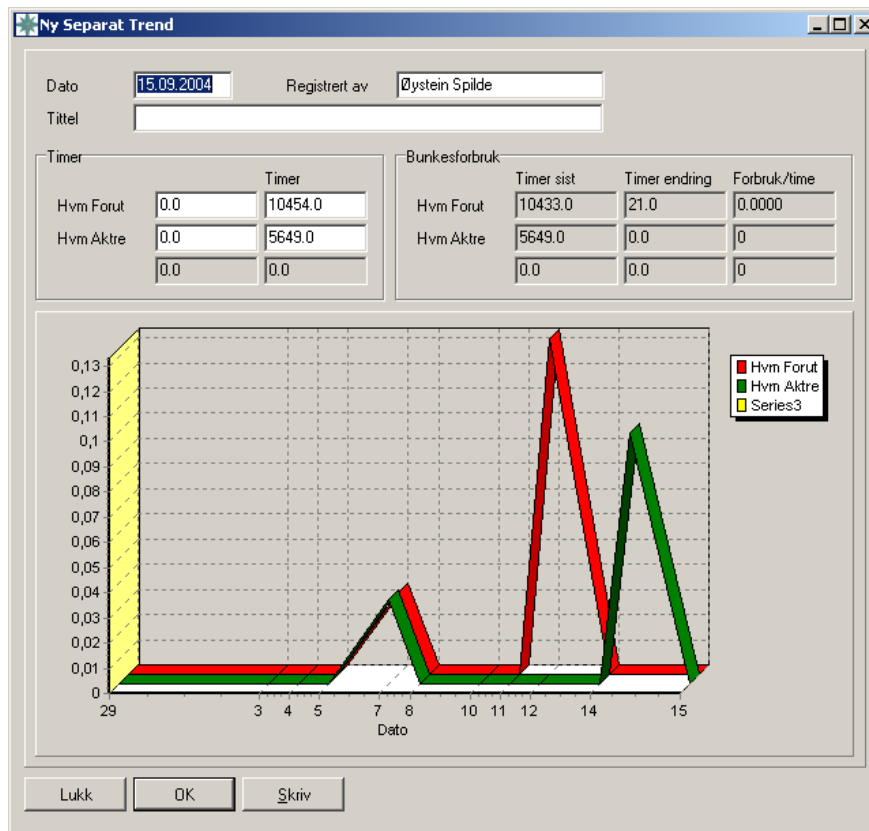 Ny Separat Trend
Dato 15.09.2004 Registrert av Øystein Spilde
Tittel
Timer
Timer
Hvm Forut 0.0 10454.0
Hvm Aktre 0.0 5649.0
0.0 0.0
Bunkesforbruk
Timer sist Timer endring Forbruk/time
Hvm Forut 10433.0 21.0 0.0000
Hvm Aktre 5649.0 0.0 0
0.0 0.0 0
0,13
0,12
0,11
0,1
0,09
0,08
0,07
0,06
0,05
0,04
0,03
0,02
0,01
0
29 3 4 5 7 8 10 11 12 14 15
Dato
Hvm Forut
Hvm Aktre
Series3
Lukk OK Skriv